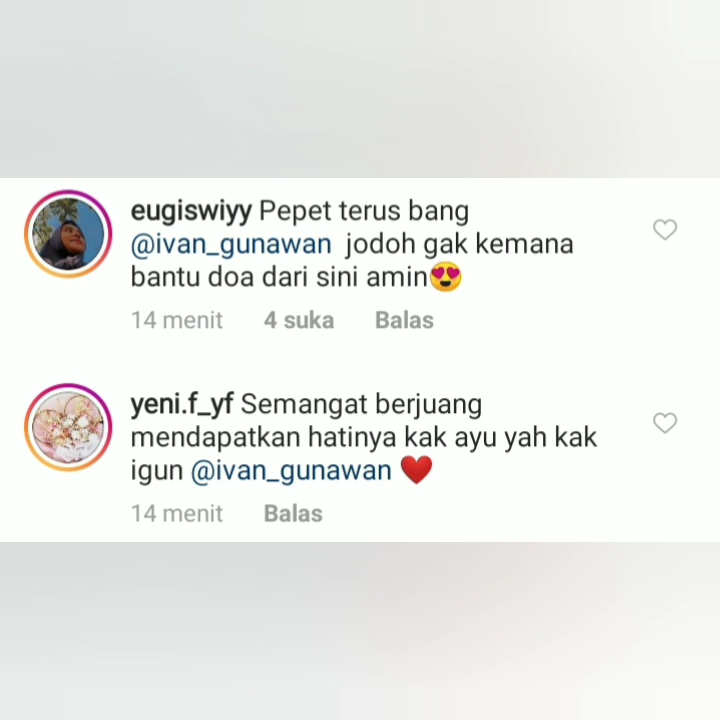 eugiswiyy Pepet terus bang
@ivan_gunawan jodoh gak kemana
bantu doa dari sini amin😍
14 menit 4 suka Balas
yeni.f_yf Semangat berjuang
mendapatkan hatinya kak ayu yah kak
igun @ivan_gunawan ❤️
14 menit Balas